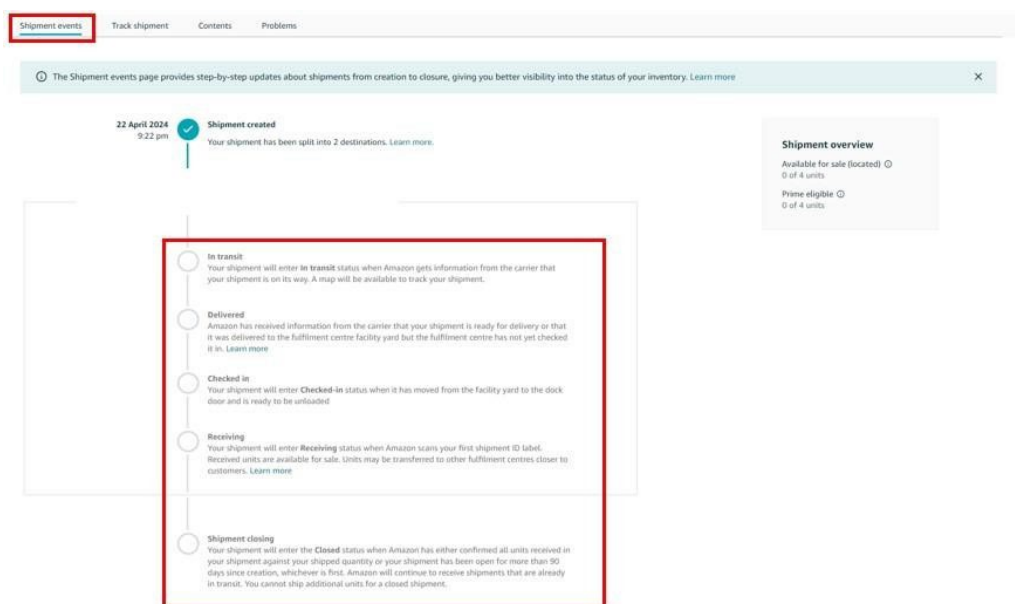 Shipment events Track shipment Contents Problems
The Shipment events page provides step-by-step updates about shipments from creation to closure, giving you better visibility into the status of your inventory. Learn more
22 April 2024
9:22 pm
Shipment created
Your shipment has been split into 2 destinations. Learn more.
Shipment overview
Available for sale (located)
0 of 4 units
Prime eligible
0 of 4 units
In transit
Your shipment will enter In transit status when Amazon gets information from the carrier that
your shipment is on its way. A map will be available to track your shipment.
Delivered
Amazon has received information from the carrier that your shipment is ready for delivery or that
it was delivered to the fulfilment centre facility yard but the fulfilment centre has not yet checked
it in. Learn more
Checked in
Your shipment will enter Checked-in status when it has moved from the facility yard to the dock
door and is ready to be unloaded
Receiving
Your shipment will enter Receiving status when Amazon scans your first shipment ID label.
Received units are available for sale. Units may be transferred to other fulfilment centres closer to
customers. Learn more
Shipment closing
Your shipment will enter the Closed status when Amazon has either confirmed all units received in
your shipment against your shipped quantity or your shipment has been open for more than 90
days since creation, whichever is first. Amazon will continue to receive shipments that are already
in transit. You cannot ship additional units for a closed shipment.